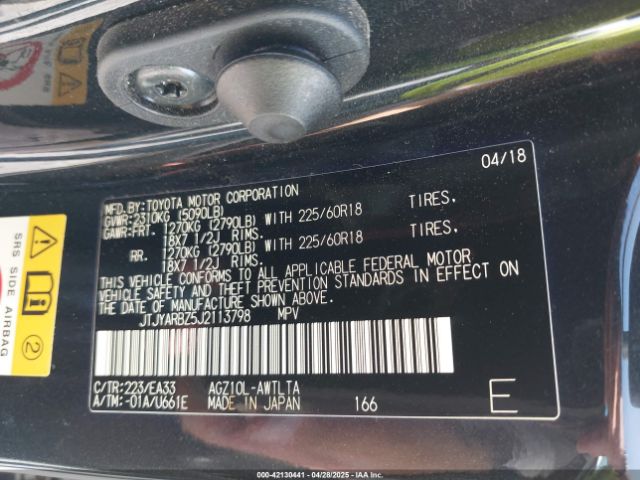 04/18
MFD.BY:TOYOTA MOTOR CORPORATION
GVWR:2310KG (5090LB)
GAWR:FRT. 1270KG (2790LB) WITH 225/60R18 TIRES,
18X7 1/2J RIMS.
RR. 1270KG (2790LB) WITH 225/60R18 TIRES,
18X7 1/2J RIMS.
THIS VEHICLE CONFORMS TO ALL APPLICABLE FEDERAL MOTOR
VEHICLE SAFETY AND THEFT PREVENTION STANDARDS IN EFFECT ON
THE DATE OF MANUFACTURE SHOWN ABOVE.
JTJYARBZ5J2113798 MPV
C/TR:223/EA33 AGZ10L-AWTLTA
A/TM:-01A/U661E MADE IN JAPAN 166
E
SRS SIDE AIRBAG
2
000-42130441 - 04/28/2025 - IAA Inc.